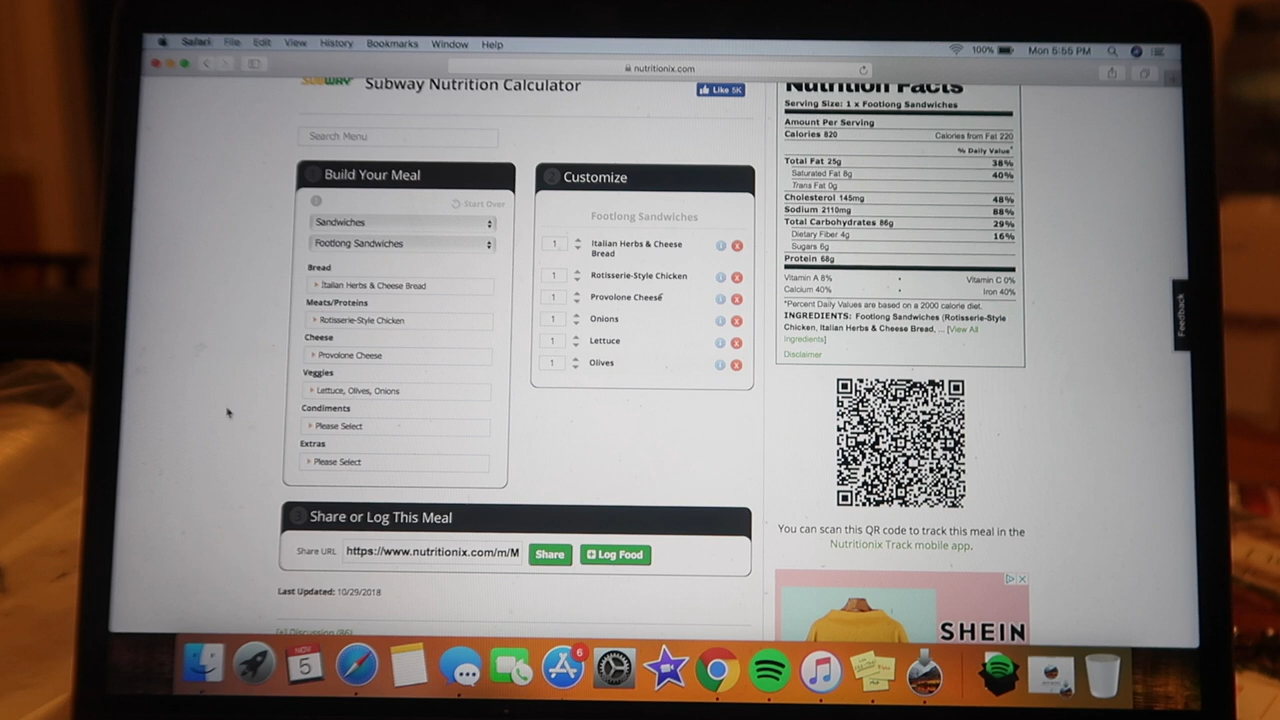 Safari File Edit View History Bookmarks Window Help
100% Mon 5:55 PM
nutritionix.com
SUBWAY
Subway Nutrition Calculator
Like 5K
Search Menu
1 Build Your Meal
Start Over
Sandwiches
Footlong Sandwiches
Bread
Italian Herbs & Cheese Bread
Meats/Proteins
Rotisserie-Style Chicken
Cheese
Provolone Cheese
Veggies
Lettuce, Olives, Onions
Condiments
Please Select
Extras
Please Select
2 Customize
Footlong Sandwiches
1 Italian Herbs & Cheese
Bread
1 Rotisserie-Style Chicken
1 Provolone Cheese
1 Onions
1 Lettuce
1 Olives
3 Share or Log This Meal
Share URL https://www.nutritionix.com/m/M Share Log Food
Last Updated: 10/29/2018
[+] Discussion (86)
Nutrition Facts
Serving Size: 1 x Footlong Sandwiches
Amount Per Serving
Calories 820 Calories from Fat 220
% Daily Value*
Total Fat 25g 38%
Saturated Fat 8g 40%
Trans Fat 0g
Cholesterol 145mg 48%
Sodium 2110mg 88%
Total Carbohydrates 86g 29%
Dietary Fiber 4g 16%
Sugars 6g
Protein 68g
Vitamin A 8% • Vitamin C 0%
Calcium 40% • Iron 40%
*Percent Daily Values are based on a 2000 calorie diet.
INGREDIENTS: Footlong Sandwiches (Rotisserie-Style
Chicken, Italian Herbs & Cheese Bread, ... [View All
Ingredients]
Disclaimer
You can scan this QR code to track this meal in the
Nutritionix Track mobile app.
SHEIN
Feedback
NOV
5
6